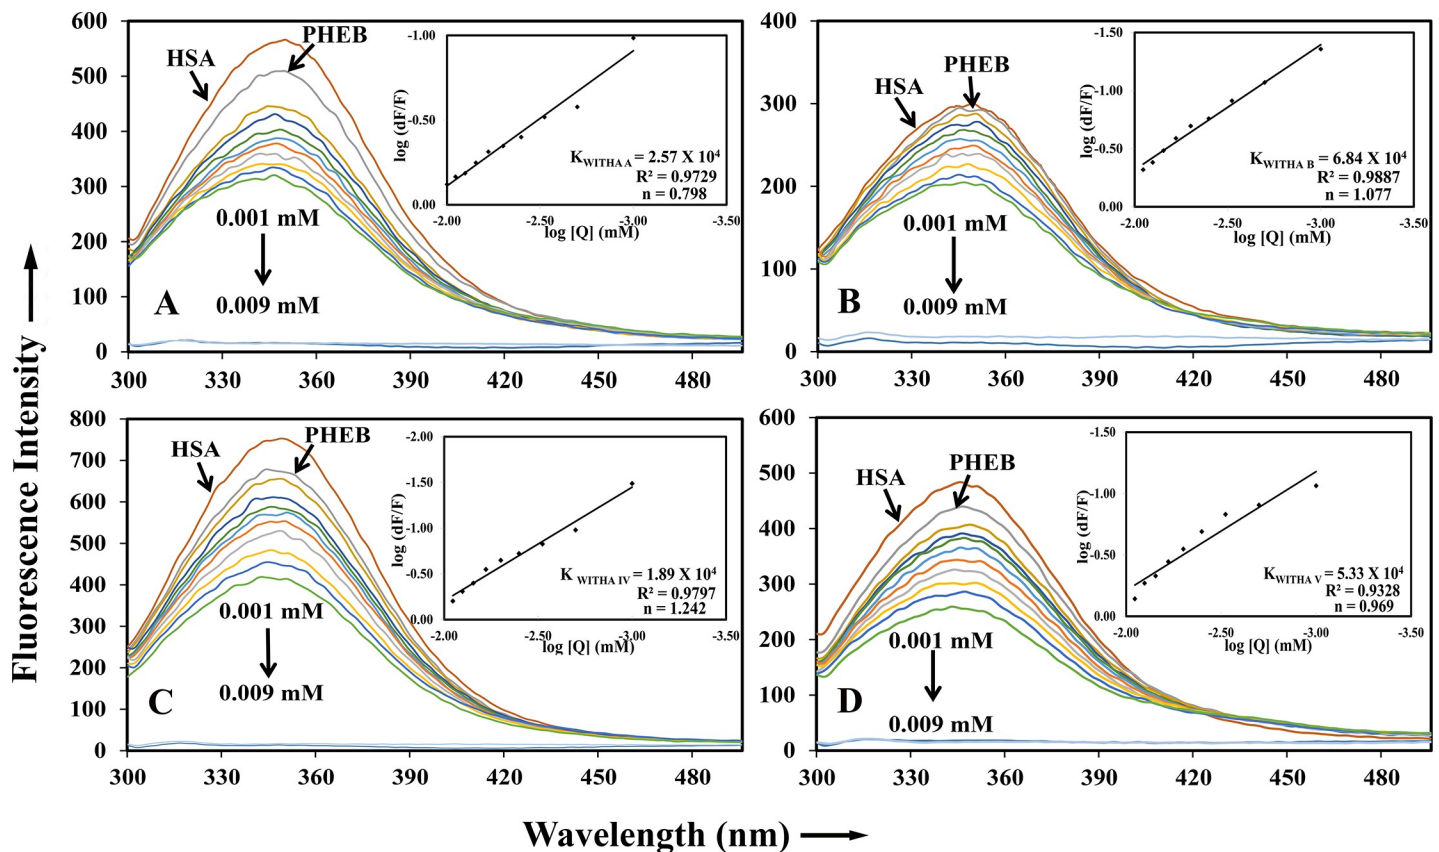 Fluorescence Intensity
600
500
400
300
200
100
0
300 330 360 390 420 450 480
HSA
PHEB
0.001 mM
0.009 mM
A
-1.00
-0.50
0.00
-2.00 -2.50 -3.00 -3.50
log (dF/F)
log [Q] (mM)
K WITHA A = 2.57 X 10⁴
R² = 0.9729
n = 0.798
400
300
200
100
0
300 330 360 390 420 450 480
HSA
PHEB
0.001 mM
0.009 mM
B
-1.50
-1.00
-0.50
0.00
-2.00 -2.50 -3.00 -3.50
log (dF/F)
log [Q] (mM)
K WITHA B = 6.84 X 10⁴
R² = 0.9887
n = 1.077
800
700
600
500
400
300
200
100
0
300 330 360 390 420 450 480
HSA
PHEB
0.001 mM
0.009 mM
C
-2.00
-1.50
-1.00
-0.50
0.00
-2.00 -2.50 -3.00 -3.50
log (dF/F)
log [Q] (mM)
K WITHA IV = 1.89 X 10⁴
R² = 0.9797
n = 1.242
600
500
400
300
200
100
0
300 330 360 390 420 450 480
HSA
PHEB
0.001 mM
0.009 mM
D
-1.50
-1.00
-0.50
0.00
-2.00 -2.50 -3.00 -3.50
log (dF/F)
log [Q] (mM)
K WITHA V = 5.33 X 10⁴
R² = 0.9328
n = 0.969
Wavelength (nm)